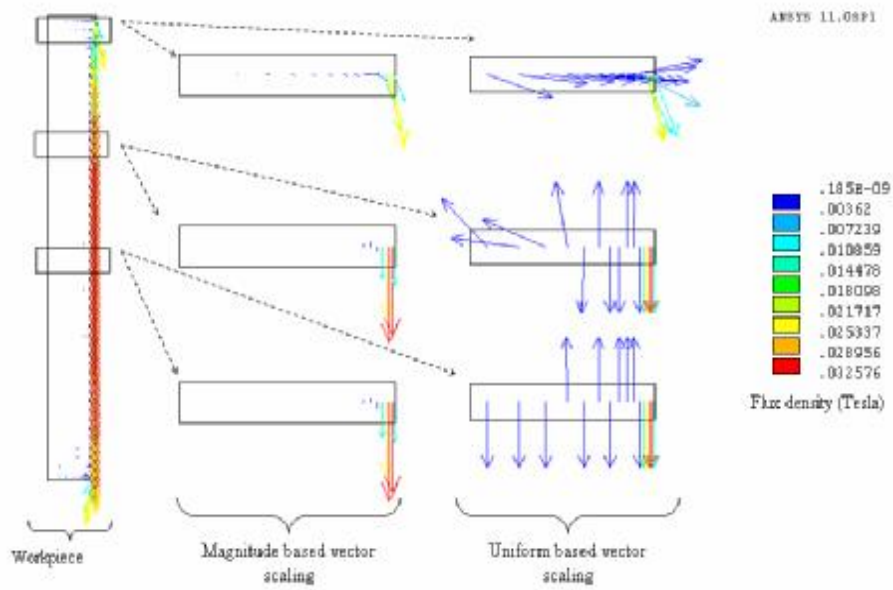 ANSYS 11.0SP1
.185E-09
.00362
.007239
.010859
.014478
.018098
.021717
.025337
.028956
.032576
Flux density (Tesla)
Workpiece
Magnitude based vector
scaling
Uniform based vector
scaling